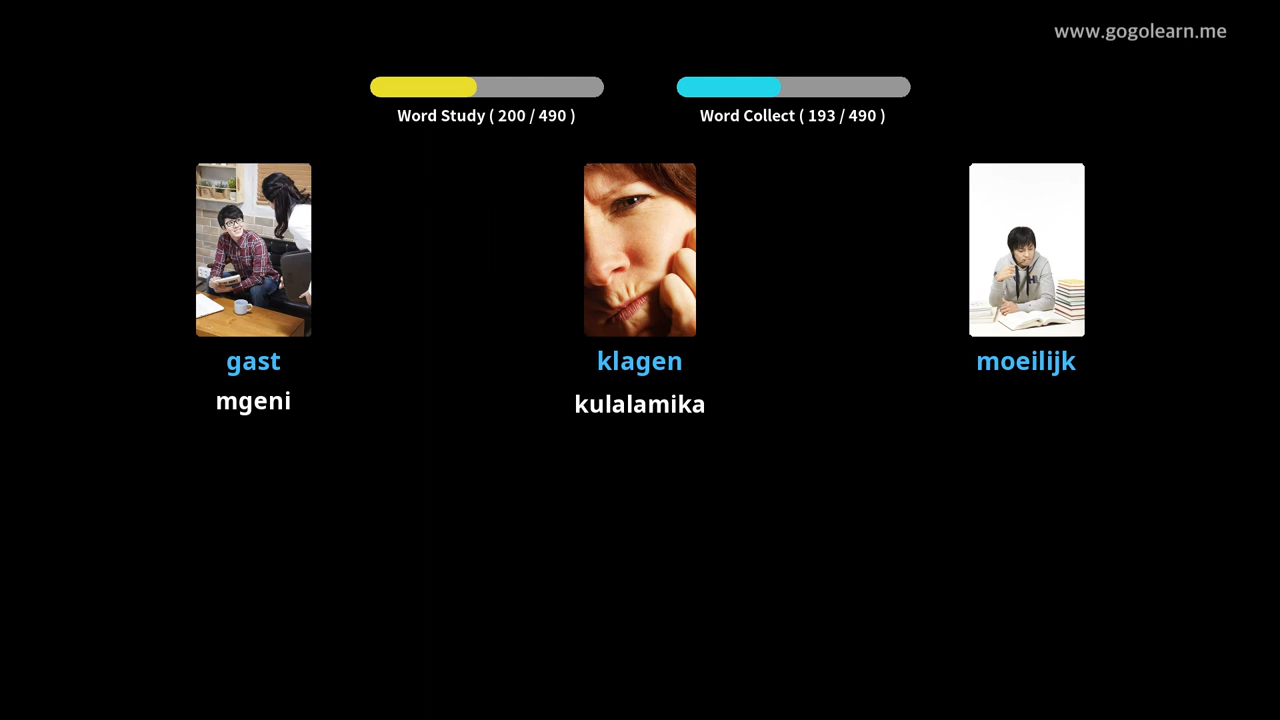 www.gogolearn.me
Word Study ( 200 / 490 )
Word Collect ( 193 / 490 )
gast
klagen
moeilijk
mgeni
kulalamika